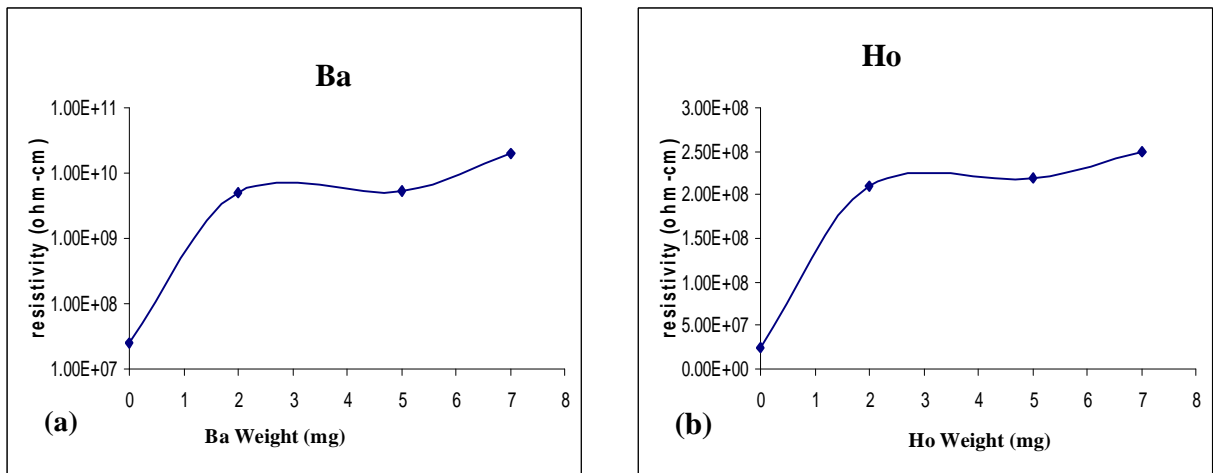 Ba
1.00E+11
1.00E+10
1.00E+09
1.00E+08
1.00E+07
resistivity (ohm-cm)
0 1 2 3 4 5 6 7 8
(a)
Ba Weight (mg)
Ho
3.00E+08
2.50E+08
2.00E+08
1.50E+08
1.00E+08
5.00E+07
0.00E+00
resistivity (ohm-cm)
0 1 2 3 4 5 6 7 8
(b)
Ho Weight (mg)